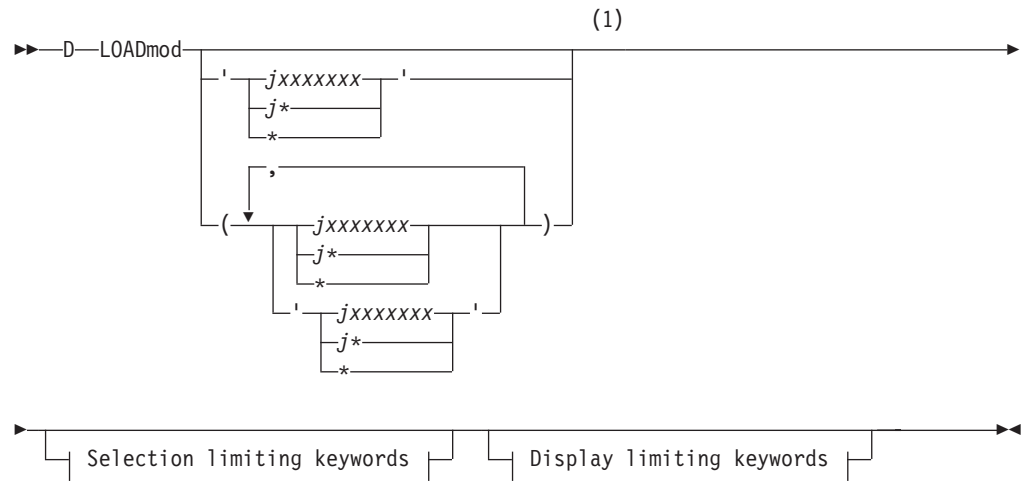 (1)
D LOADmod
' jxxxxxxx '
j*
*
,
( jxxxxxxx )
j*
*
' jxxxxxxx '
j*
*
Selection limiting keywords Display limiting keywords